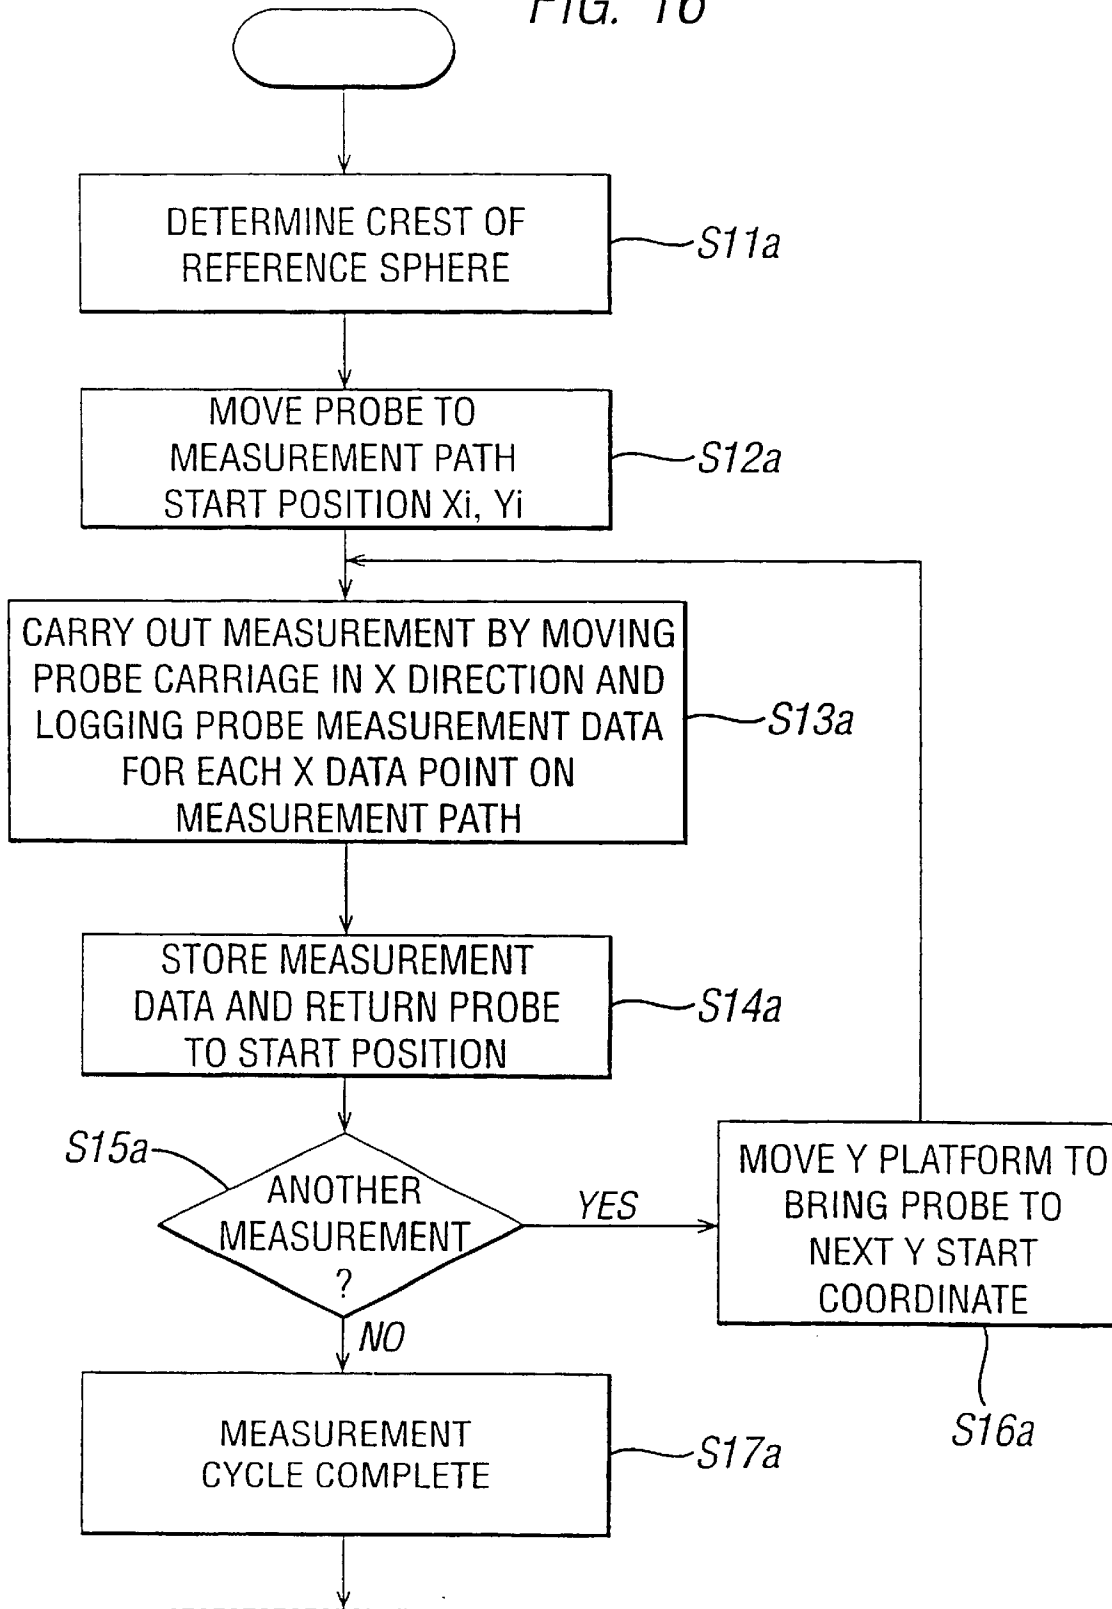 FIG. 16
DETERMINE CREST OF
REFERENCE SPHERE
S11a
MOVE PROBE TO
MEASUREMENT PATH
START POSITION Xi, Yi
S12a
CARRY OUT MEASUREMENT BY MOVING
PROBE CARRIAGE IN X DIRECTION AND
LOGGING PROBE MEASUREMENT DATA
FOR EACH X DATA POINT ON
MEASUREMENT PATH
S13a
STORE MEASUREMENT
DATA AND RETURN PROBE
TO START POSITION
S14a
S15a
ANOTHER
MEASUREMENT
?
YES
NO
MOVE Y PLATFORM TO
BRING PROBE TO
NEXT Y START
COORDINATE
S16a
MEASUREMENT
CYCLE COMPLETE
S17a